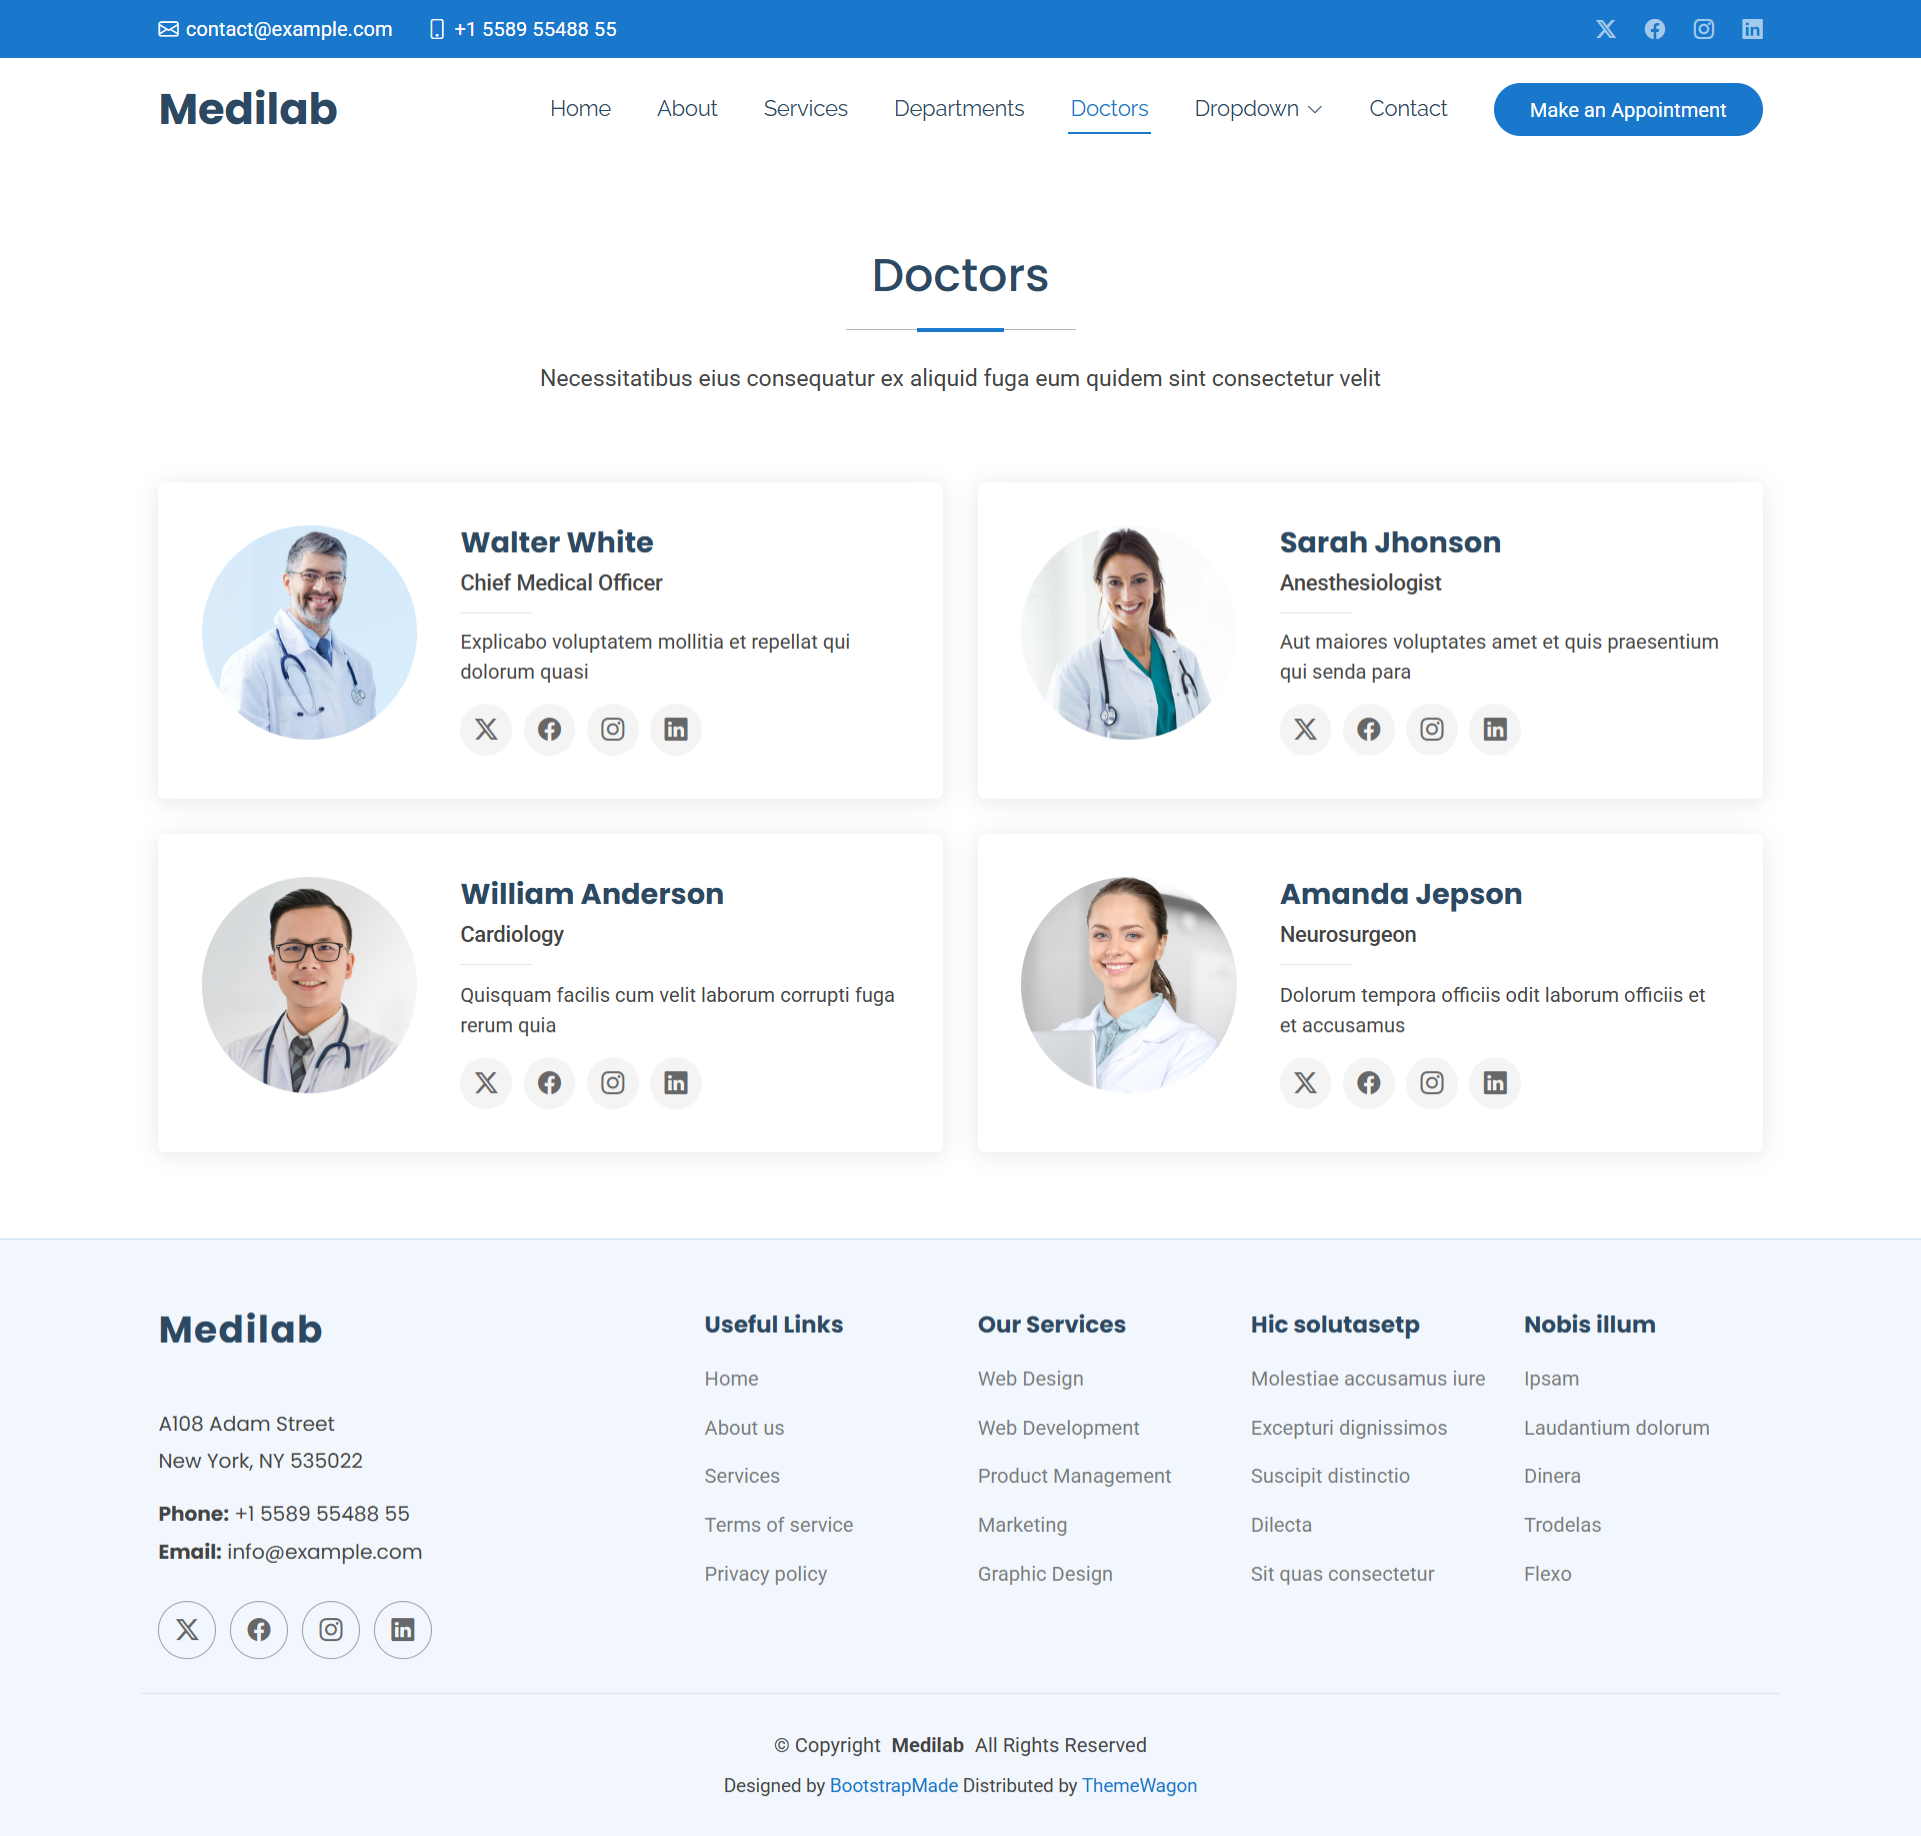 contact@example.com +1 5589 55488 55
Medilab Home About Services Departments Doctors Dropdown Contact Make an Appointment
Doctors
Necessitatibus eius consequatur ex aliquid fuga eum quidem sint consectetur velit
Walter White
Chief Medical Officer
Explicabo voluptatem mollitia et repellat qui
dolorum quasi
Sarah Jhonson
Anesthesiologist
Aut maiores voluptates amet et quis praesentium
qui senda para
William Anderson
Cardiology
Quisquam facilis cum velit laborum corrupti fuga
rerum quia
Amanda Jepson
Neurosurgeon
Dolorum tempora officiis odit laborum officiis et
et accusamus
Medilab
A108 Adam Street
New York, NY 535022
Phone: +1 5589 55488 55
Email: info@example.com
Useful Links
Home
About us
Services
Terms of service
Privacy policy
Our Services
Web Design
Web Development
Product Management
Marketing
Graphic Design
Hic solutasetp
Molestiae accusamus iure
Excepturi dignissimos
Suscipit distinctio
Dilecta
Sit quas consectetur
Nobis illum
Ipsam
Laudantium dolorum
Dinera
Trodelas
Flexo
© Copyright Medilab All Rights Reserved
Designed by BootstrapMade Distributed by ThemeWagon